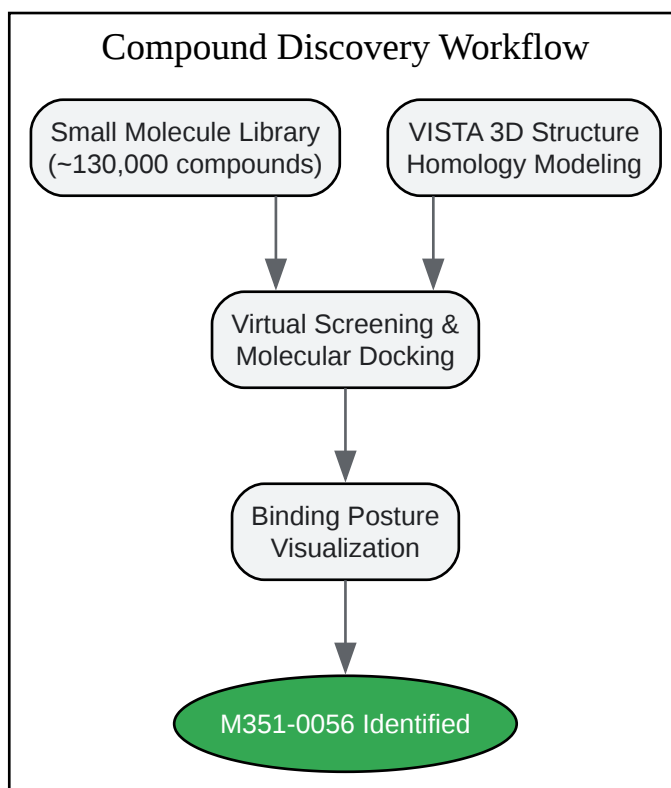 Compound Discovery Workflow
Small Molecule Library
(~130,000 compounds)
VISTA 3D Structure
Homology Modeling
Virtual Screening &
Molecular Docking
Binding Posture
Visualization
M351-0056 Identified